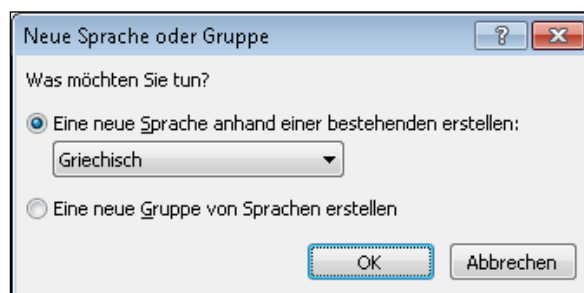 Neue Sprache oder Gruppe
Was möchten Sie tun?
Eine neue Sprache anhand einer bestehenden erstellen:
Griechisch
Eine neue Gruppe von Sprachen erstellen
OK Abbrechen